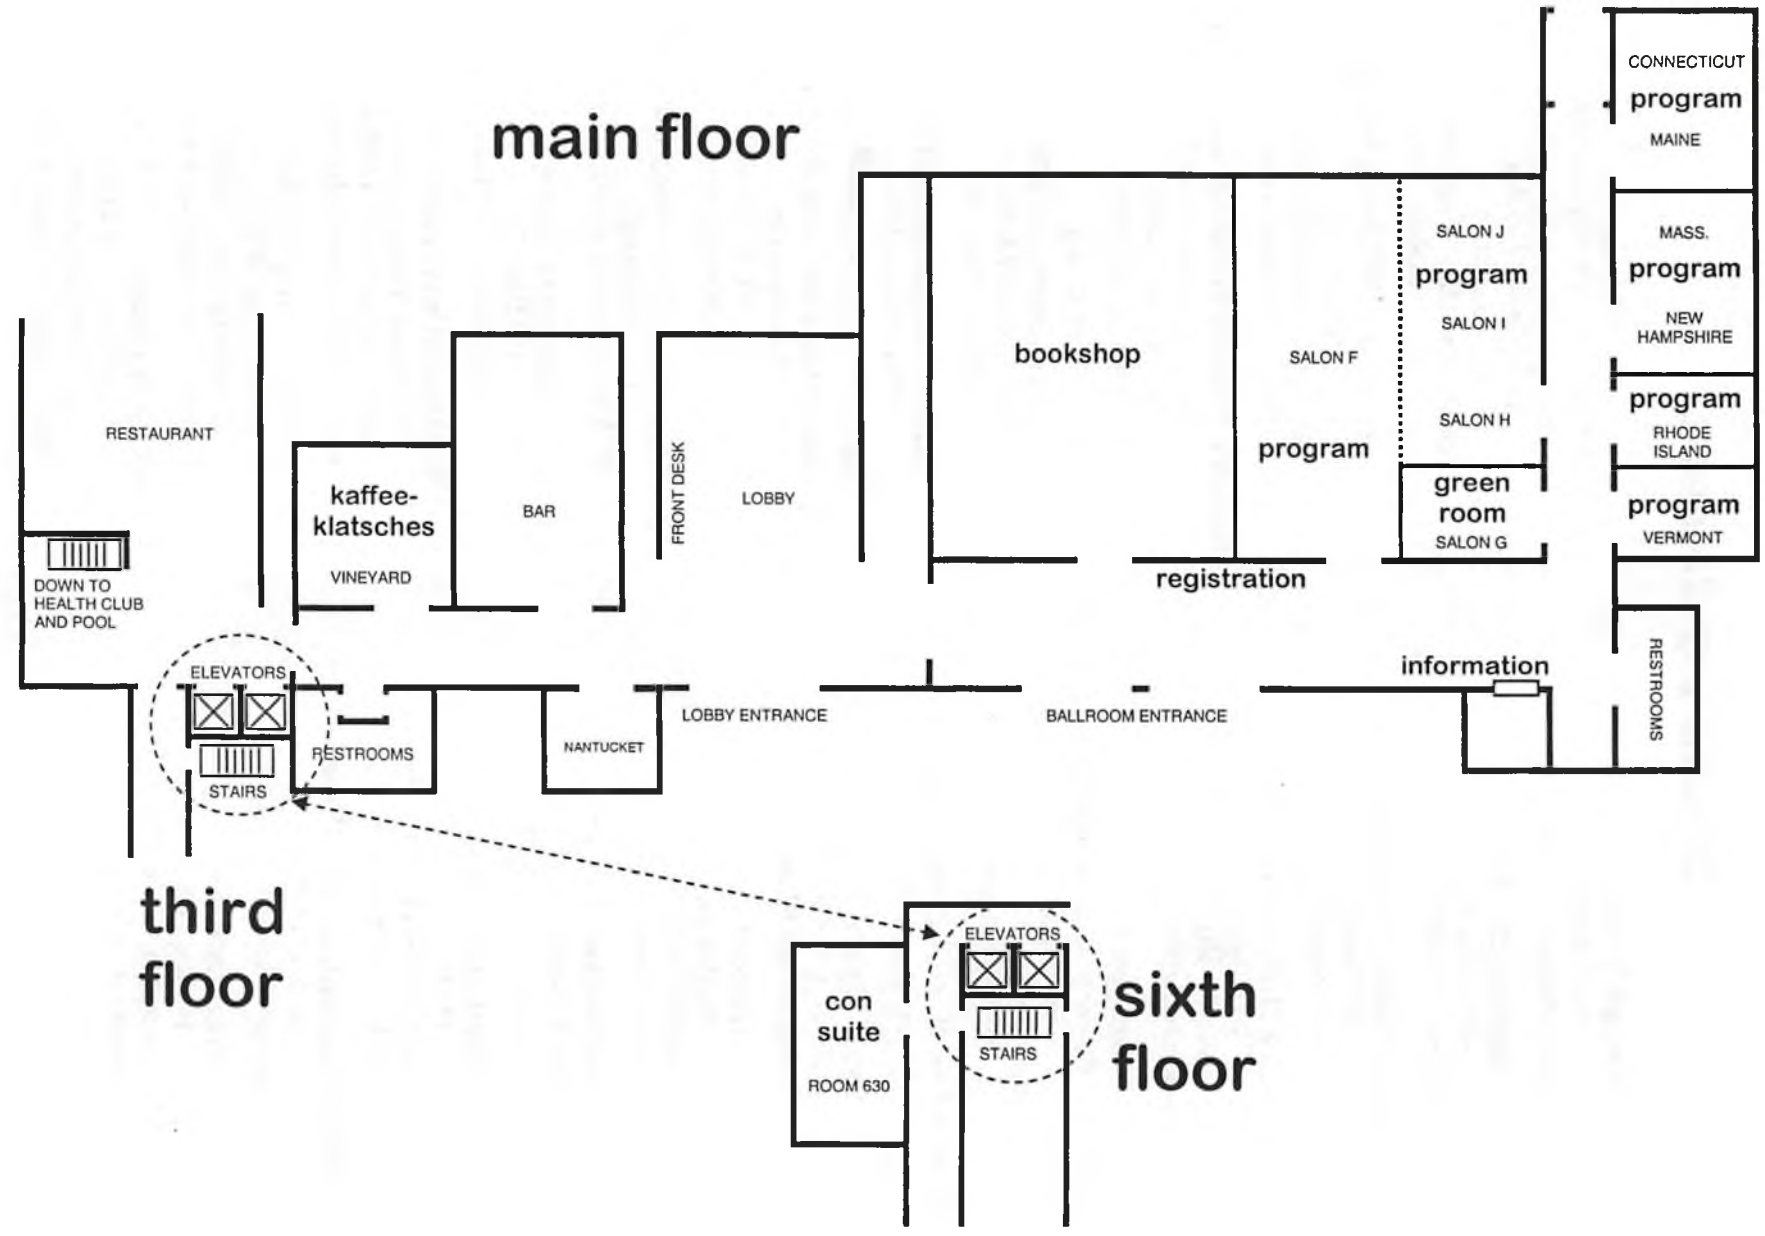 main floor
CONNECTICUT
program
MAINE
MASS.
program
NEW
HAMPSHIRE
program
RHODE
ISLAND
program
VERMONT
SALON J
program
SALON I
SALON H
green
room
SALON G
SALON F
program
bookshop
registration
information
RESTROOMS
LOBBY
FRONT DESK
BAR
kaffee-
klatsches
VINEYARD
RESTAURANT
DOWN TO
HEALTH CLUB
AND POOL
ELEVATORS
STAIRS
RESTROOMS
NANTUCKET
LOBBY ENTRANCE
BALLROOM ENTRANCE
third
floor
ELEVATORS
STAIRS
con
suite
ROOM 630
sixth
floor